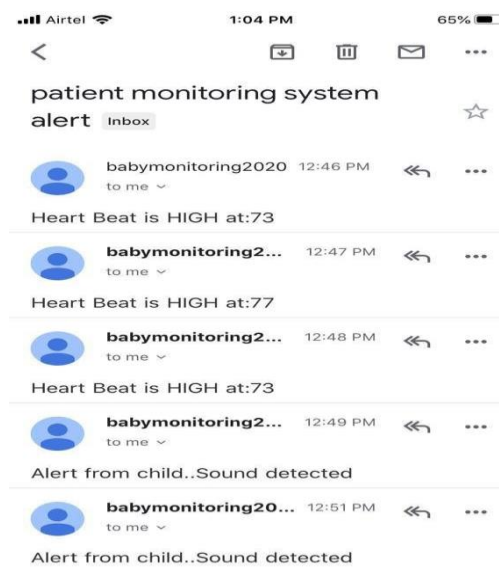 Airtel 1:04 PM 65%
patient monitoring system
alert Inbox
babymonitoring2020 12:46 PM
to me
Heart Beat is HIGH at:73
babymonitoring2... 12:47 PM
to me
Heart Beat is HIGH at:77
babymonitoring2... 12:48 PM
to me
Heart Beat is HIGH at:73
babymonitoring2... 12:49 PM
to me
Alert from child..Sound detected
babymonitoring20... 12:51 PM
to me
Alert from child..Sound detected